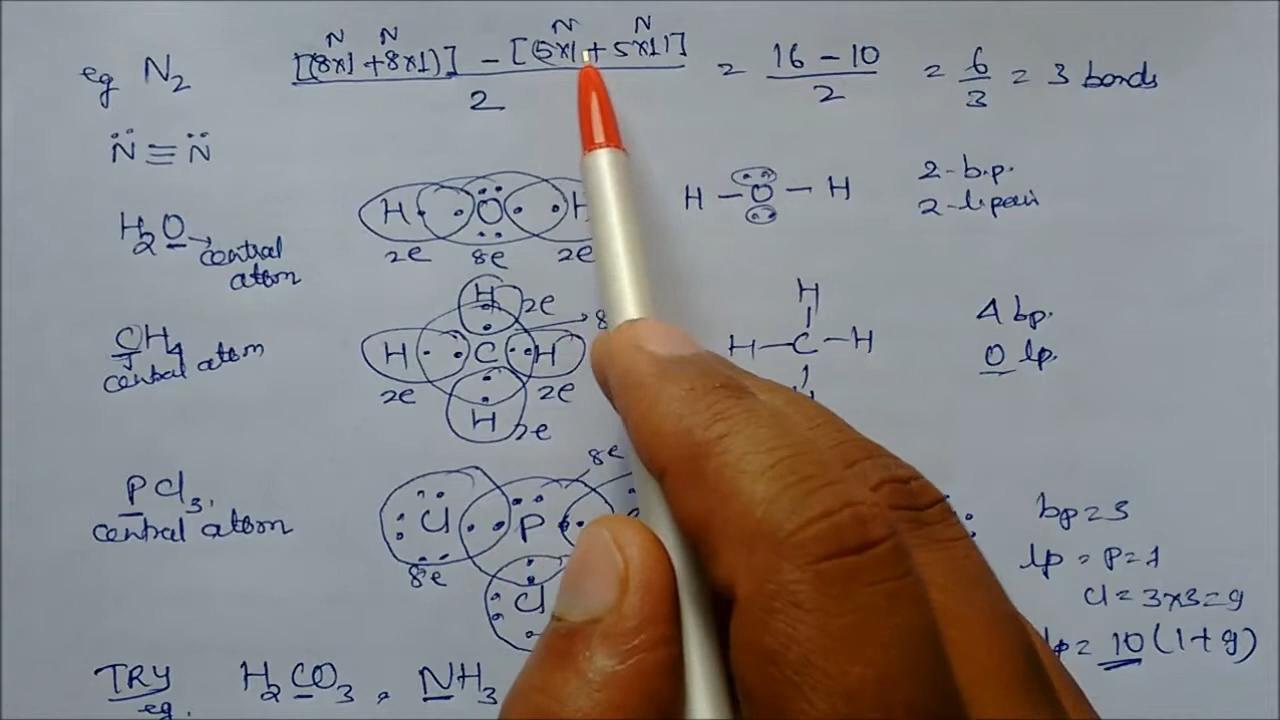 N N N N
eg N2 [(8x1 + 8x1)] - [(5x1 + 5x1)] / 2 = 16 - 10 / 2 = 6 / 3 = 3 bonds
N ≡ N
H2O → central atom
H O H
2e 8e 2e
H - O - H
2 - b.p.
2 - l.pair
CH4
central atom
H 2e
H C H 8
2e 2e
H 2e
H
H - C - H
4 bp.
0 lp.
PCl3
central atom
8e
Cl P
8e
Cl
bp = 3
lp = P = 1
Cl = 3x3 = 9
lp = 10 (1+9)
TRY
eg. H2CO3 , NH3